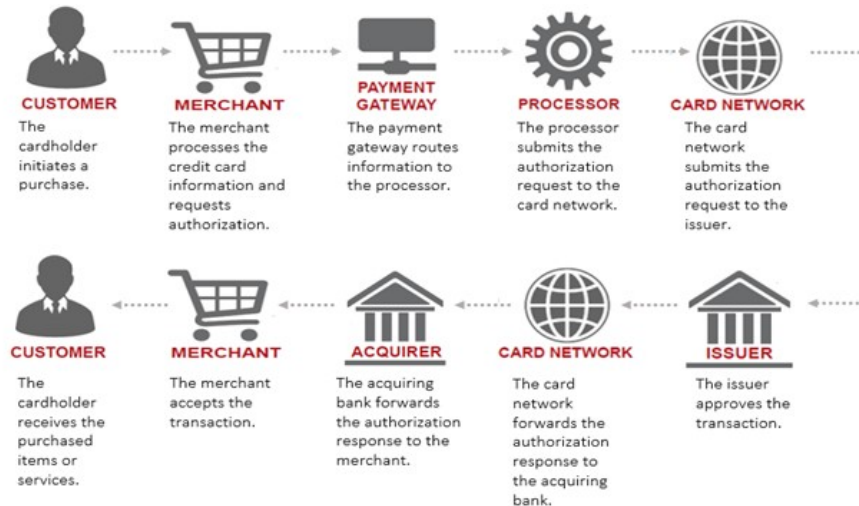 CUSTOMER
The
cardholder
initiates a
purchase.
MERCHANT
The merchant
processes the
credit card
information and
requests
authorization.
PAYMENT
GATEWAY
The payment
gateway routes
information to
the processor.
PROCESSOR
The processor
submits the
authorization
request to the
card network.
CARD NETWORK
The card
network
submits the
authorization
request to the
issuer.
CUSTOMER
The
cardholder
receives the
purchased
items or
services.
MERCHANT
The merchant
accepts the
transaction.
ACQUIRER
The acquiring
bank forwards
the authorization
response to the
merchant.
CARD NETWORK
The card
network
forwards the
authorization
response to
the acquiring
bank.
ISSUER
The issuer
approves the
transaction.